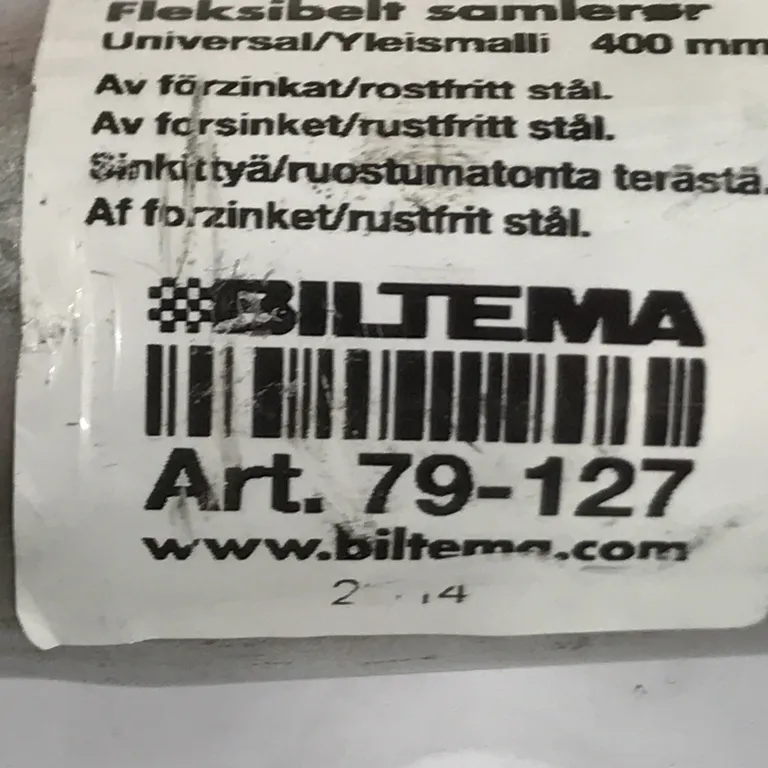 Fleksibelt samlerør
Universal/Yleismalli 400 mm
Av förzinkat/rostfritt stål.
Av forsinket/rustfritt stål.
Sinkittyä/ruostumatonta terästä.
Af forzinket/rustfrit stål.
BILTEMA
Art. 79-127
www.biltema.com